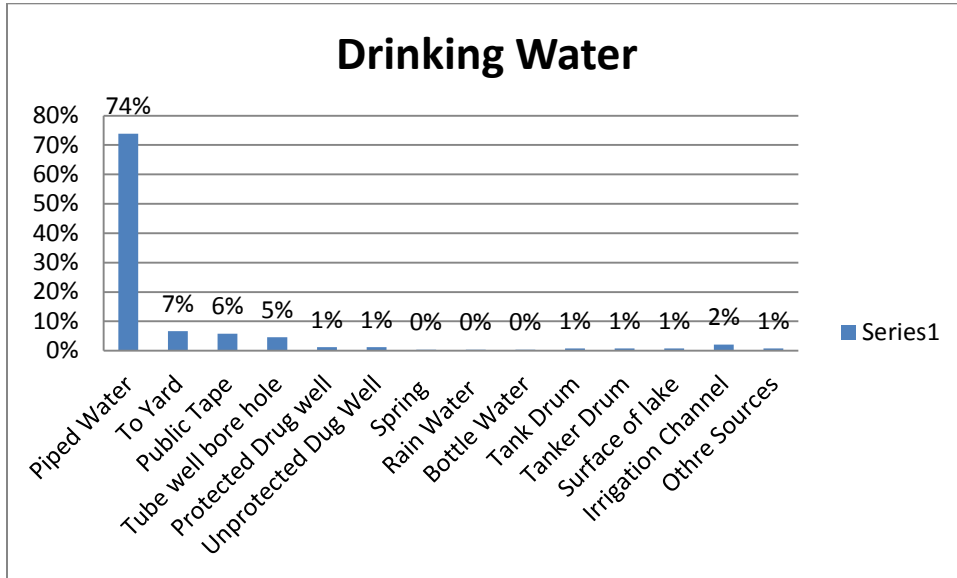 Drinking Water
74%
80%
70%
60%
50%
40%
30%
20%
10%
0%
7%
6%
5%
1%
1%
0%
0%
0%
1%
1%
1%
2%
1%
Series1
Piped Water
To Yard
Public Tape
Tube well bore hole
Protected Drug well
Unprotected Dug Well
Spring
Rain Water
Bottle Water
Tank Drum
Tanker Drum
Surface of lake
Irrigation Channel
Othre Sources